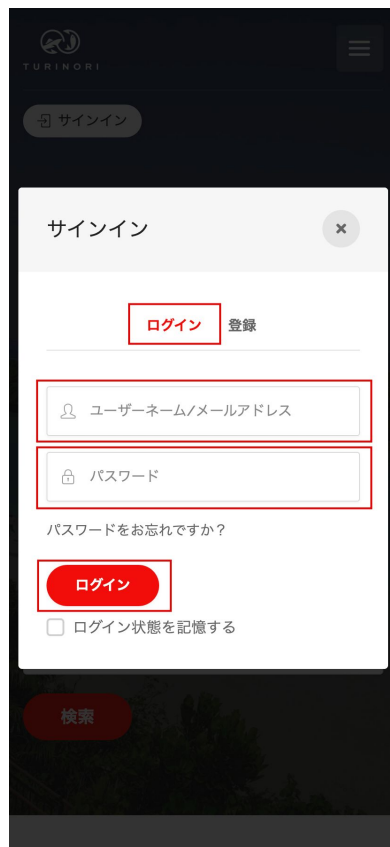 TURINORI
サインイン
サインイン
ログイン 登録
ユーザーネーム/メールアドレス
パスワード
パスワードをお忘れですか？
ログイン
ログイン状態を記憶する
検索